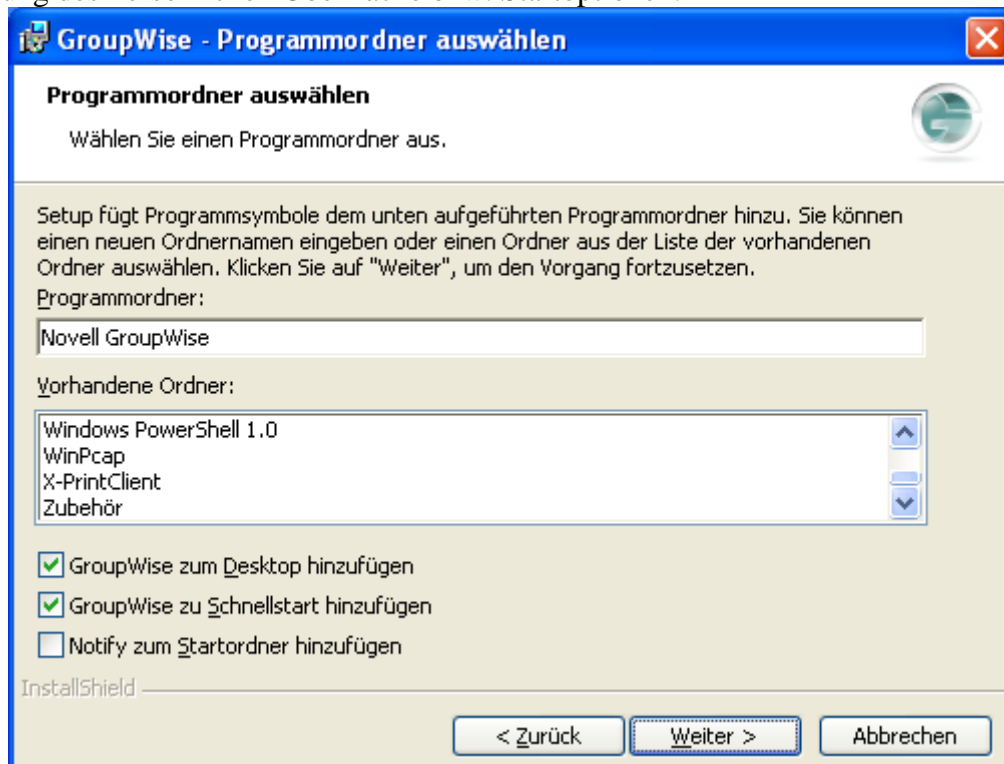 GroupWise - Programmordner auswählen
Programmordner auswählen
Wählen Sie einen Programmordner aus.
Setup fügt Programmsymbole dem unten aufgeführten Programmordner hinzu. Sie können
einen neuen Ordnernamen eingeben oder einen Ordner aus der Liste der vorhandenen
Ordner auswählen. Klicken Sie auf "Weiter", um den Vorgang fortzusetzen.
Programmordner:
Novell GroupWise
Vorhandene Ordner:
Windows PowerShell 1.0
WinPcap
X-PrintClient
Zubehör
GroupWise zum Desktop hinzufügen
GroupWise zu Schnellstart hinzufügen
Notify zum Startordner hinzufügen
InstallShield
< Zurück
Weiter >
Abbrechen